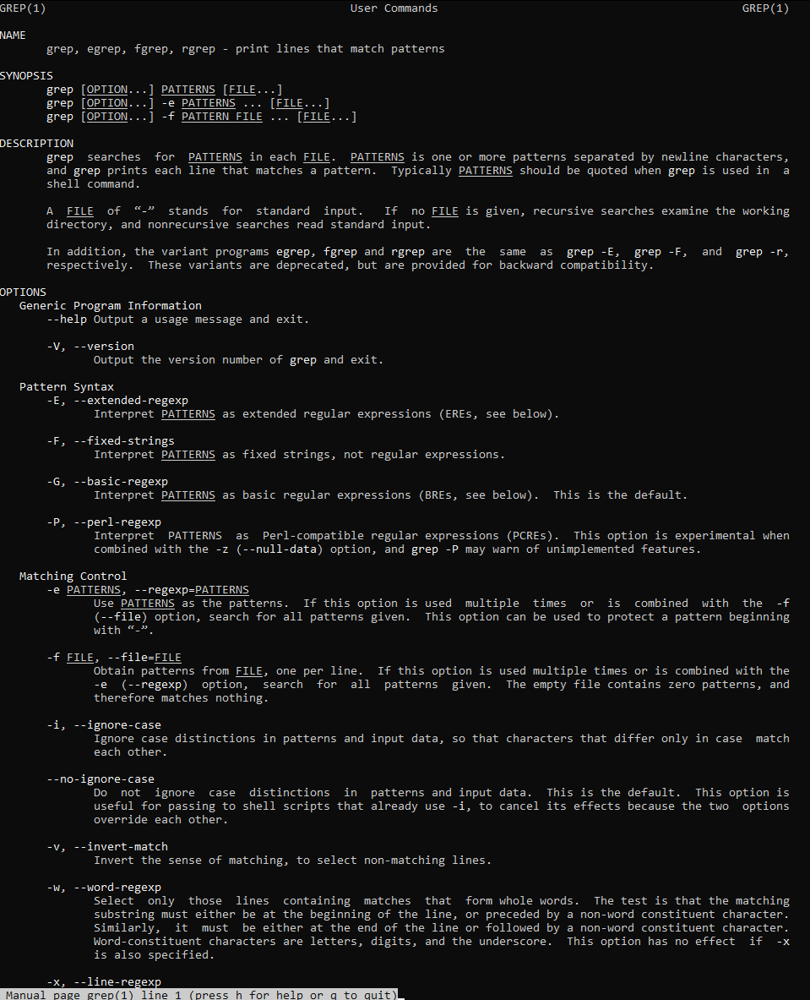 GREP(1) User Commands GREP(1)
NAME
grep, egrep, fgrep, rgrep - print lines that match patterns
SYNOPSIS
grep [OPTION...] PATTERNS [FILE...]
grep [OPTION...] -e PATTERNS ... [FILE...]
grep [OPTION...] -f PATTERN_FILE ... [FILE...]
DESCRIPTION
grep searches for PATTERNS in each FILE. PATTERNS is one or more patterns separated by newline characters,
and grep prints each line that matches a pattern. Typically PATTERNS should be quoted when grep is used in a
shell command.
A FILE of “-” stands for standard input. If no FILE is given, recursive searches examine the working
directory, and nonrecursive searches read standard input.
In addition, the variant programs egrep, fgrep and rgrep are the same as grep -E, grep -F, and grep -r,
respectively. These variants are deprecated, but are provided for backward compatibility.
OPTIONS
Generic Program Information
--help Output a usage message and exit.
-V, --version
Output the version number of grep and exit.
Pattern Syntax
-E, --extended-regexp
Interpret PATTERNS as extended regular expressions (EREs, see below).
-F, --fixed-strings
Interpret PATTERNS as fixed strings, not regular expressions.
-G, --basic-regexp
Interpret PATTERNS as basic regular expressions (BREs, see below). This is the default.
-P, --perl-regexp
Interpret PATTERNS as Perl-compatible regular expressions (PCREs). This option is experimental when
combined with the -z (--null-data) option, and grep -P may warn of unimplemented features.
Matching Control
-e PATTERNS, --regexp=PATTERNS
Use PATTERNS as the patterns. If this option is used multiple times or is combined with the -f
(--file) option, search for all patterns given. This option can be used to protect a pattern beginning
with “-”.
-f FILE, --file=FILE
Obtain patterns from FILE, one per line. If this option is used multiple times or is combined with the
-e (--regexp) option, search for all patterns given. The empty file contains zero patterns, and
therefore matches nothing.
-i, --ignore-case
Ignore case distinctions in patterns and input data, so that characters that differ only in case match
each other.
--no-ignore-case
Do not ignore case distinctions in patterns and input data. This is the default. This option is
useful for passing to shell scripts that already use -i, to cancel its effects because the two options
override each other.
-v, --invert-match
Invert the sense of matching, to select non-matching lines.
-w, --word-regexp
Select only those lines containing matches that form whole words. The test is that the matching
substring must either be at the beginning of the line, or preceded by a non-word constituent character.
Similarly, it must be either at the end of the line or followed by a non-word constituent character.
Word-constituent characters are letters, digits, and the underscore. This option has no effect if -x
is also specified.
-x, --line-regexp
Manual page grep(1) line 1 (press h for help or q to quit)